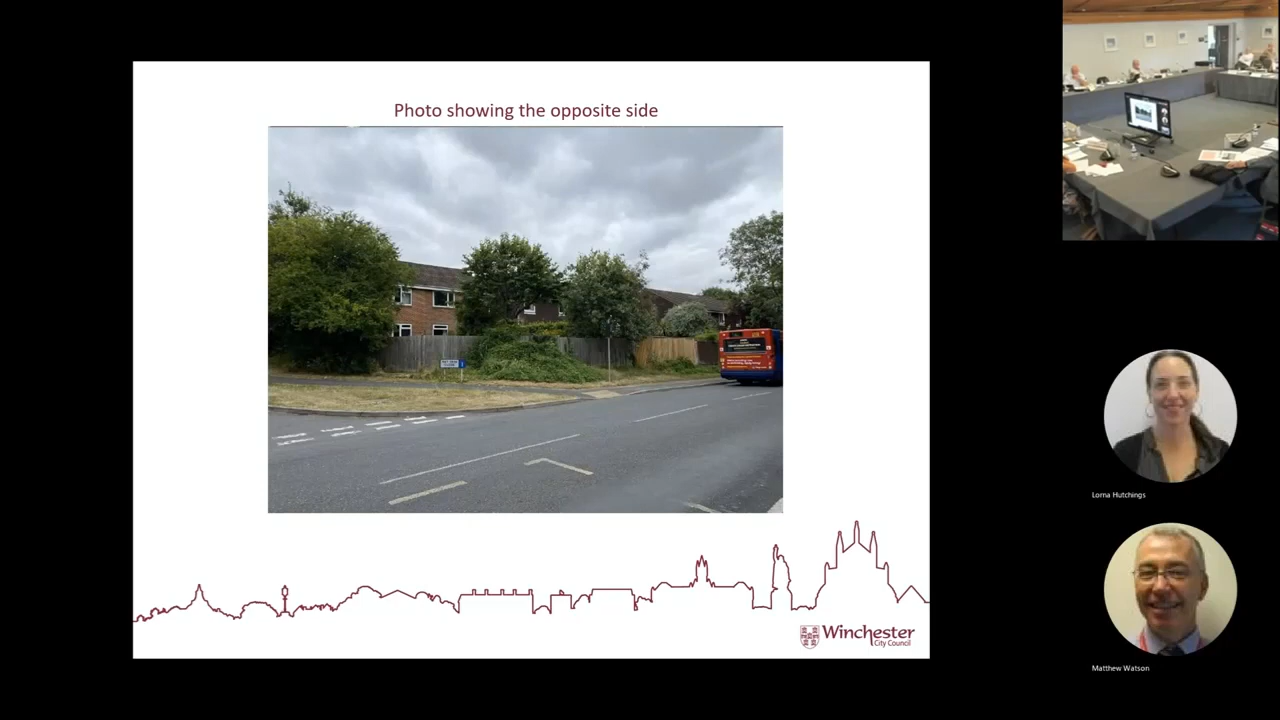 Photo showing the opposite side
Winchester
City Council
Lorna Hutchings
Matthew Watson